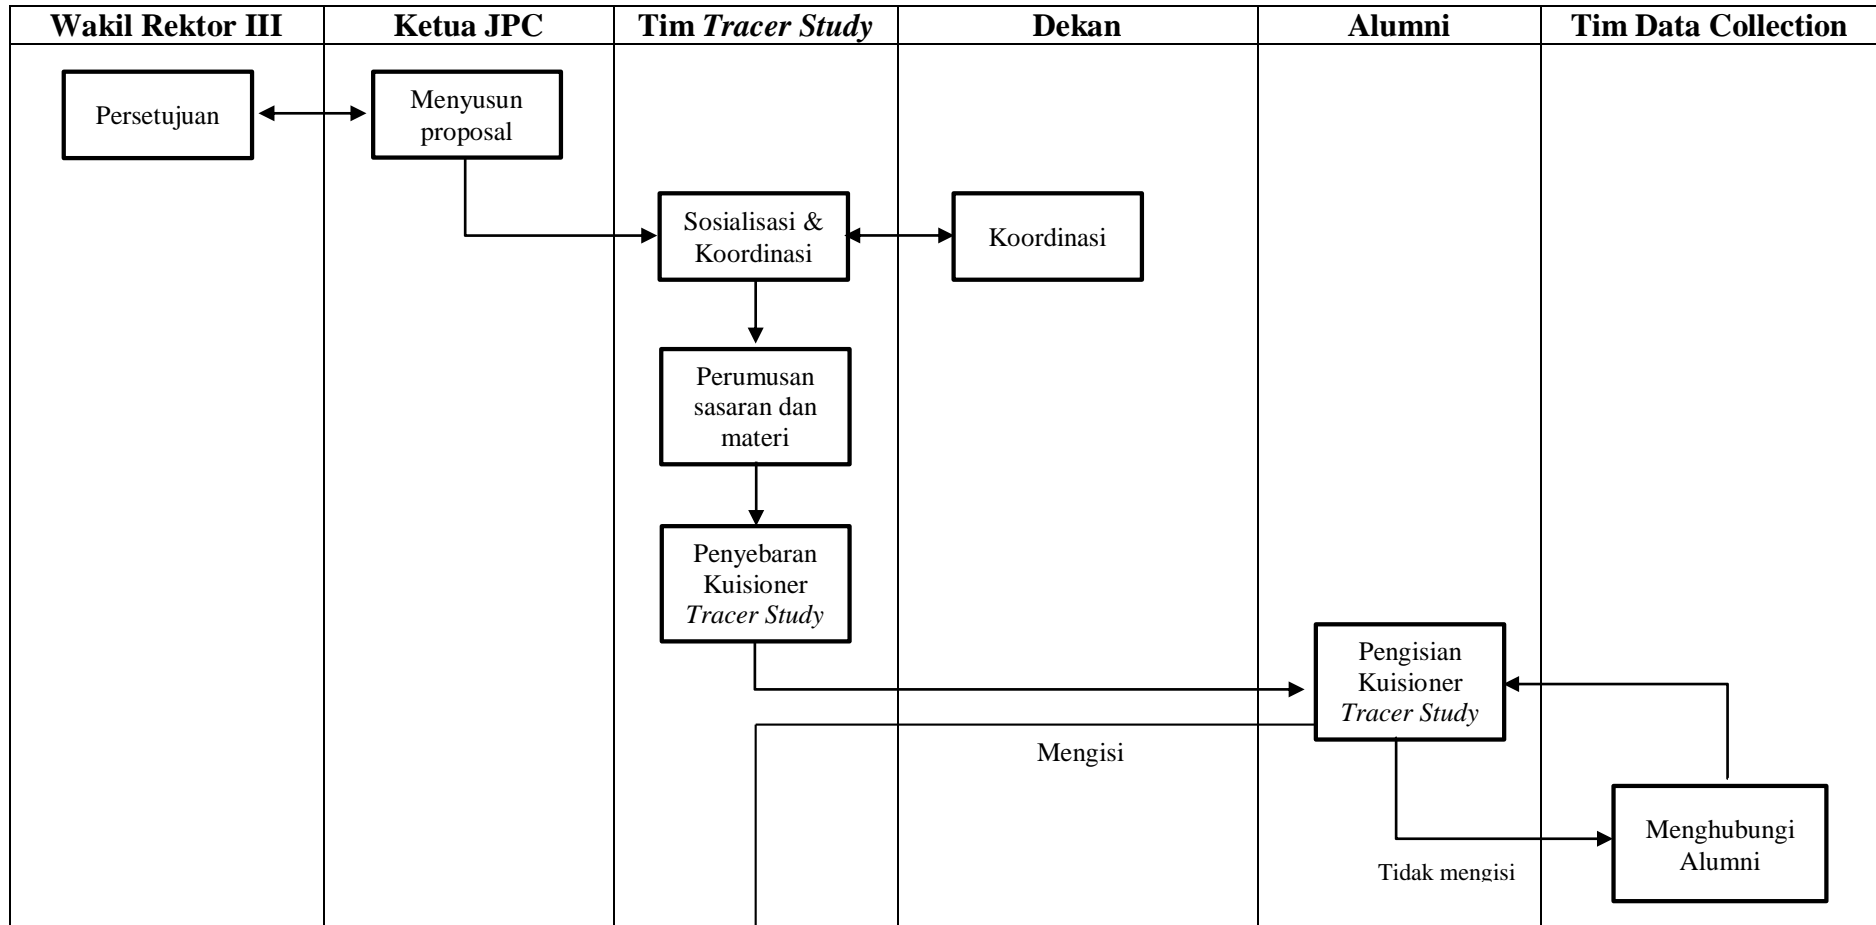 Wakil Rektor III
Ketua JPC
Tim Tracer Study
Dekan
Alumni
Tim Data Collection
Persetujuan
Menyusun
proposal
Sosialisasi &
Koordinasi
Koordinasi
Perumusan
sasaran dan
materi
Penyebaran
Kuisioner
Tracer Study
Pengisian
Kuisioner
Tracer Study
Mengisi
Menghubungi
Alumni
Tidak mengisi